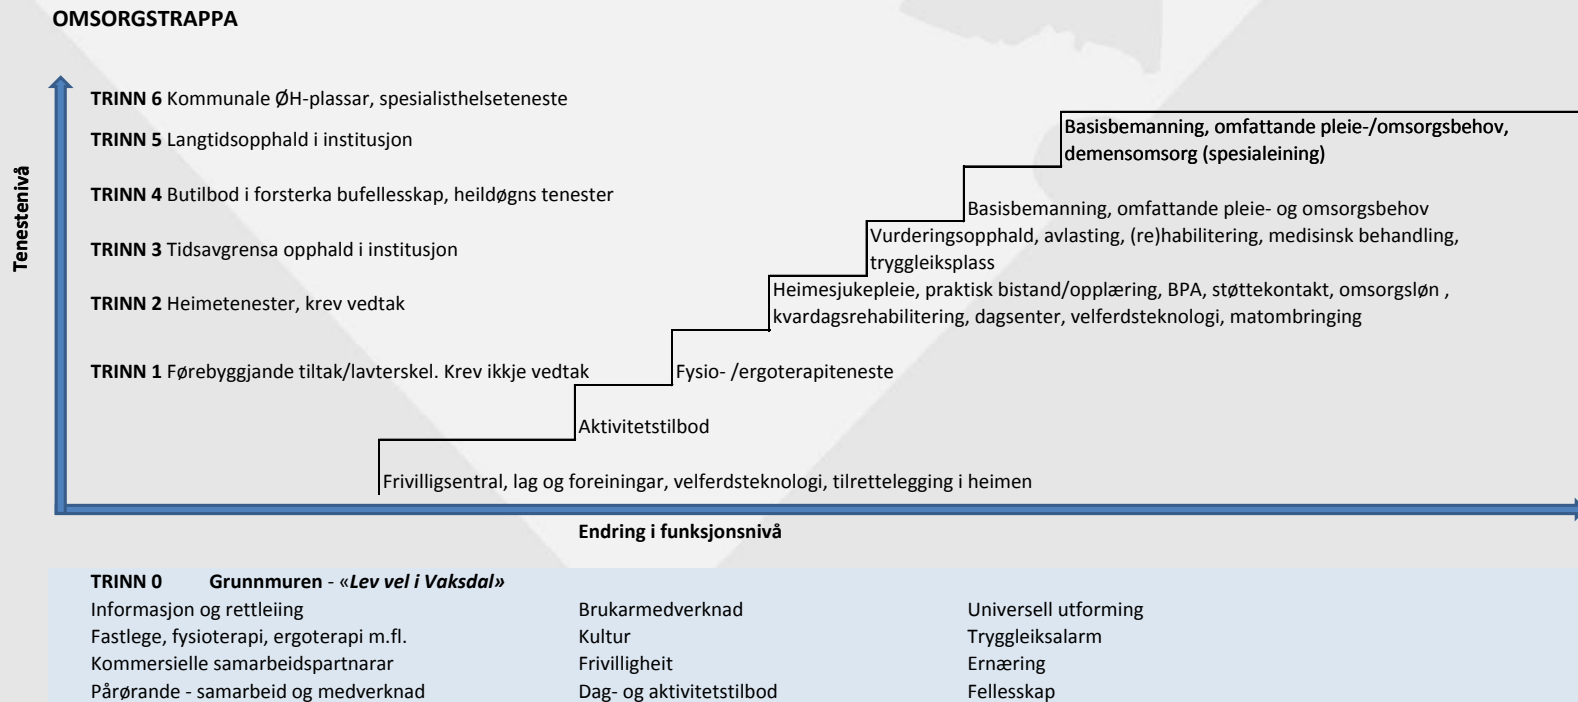 OMSORGSTRAPPA
TRINN 6 Kommunale ØH-plassar, spesialisthelseteneste
TRINN 5 Langtidsopphald i institusjon
Basisbemanning, omfattande pleie-/omsorgsbehov,
demensomsorg (spesialeining)
Tenestenivå
TRINN 4 Butilbod i forsterka bufellesskap, heildøgns tenester
Basisbemanning, omfattande pleie- og omsorgsbehov
TRINN 3 Tidsavgrensa opphald i institusjon
Vurderingsopphald, avlasting, (re)habilitering, medisinsk behandling,
tryggleiksplass
TRINN 2 Heimetenester, krev vedtak
Heimesjukepleie, praktisk bistand/opplæring, BPA, støttekontakt, omsorgsløn ,
kvardagsrehabilitering, dagsenter, velferdsteknologi, matombringing
TRINN 1 Førebyggjande tiltak/lavterskel. Krev ikkje vedtak
Fysio- /ergoterapiteneste
Aktivitetstilbod
Frivilligsentral, lag og foreiningar, velferdsteknologi, tilrettelegging i heimen
Endring i funksjonsnivå
TRINN 0 Grunnmuren - «Lev vel i Vaksdal»
Informasjon og rettleiing Brukarmedverknad Universell utforming
Fastlege, fysioterapi, ergoterapi m.fl. Kultur Tryggleiksalarm
Kommersielle samarbeidspartnarar Frivilligheit Ernæring
Pårørande - samarbeid og medverknad Dag- og aktivitetstilbod Fellesskap